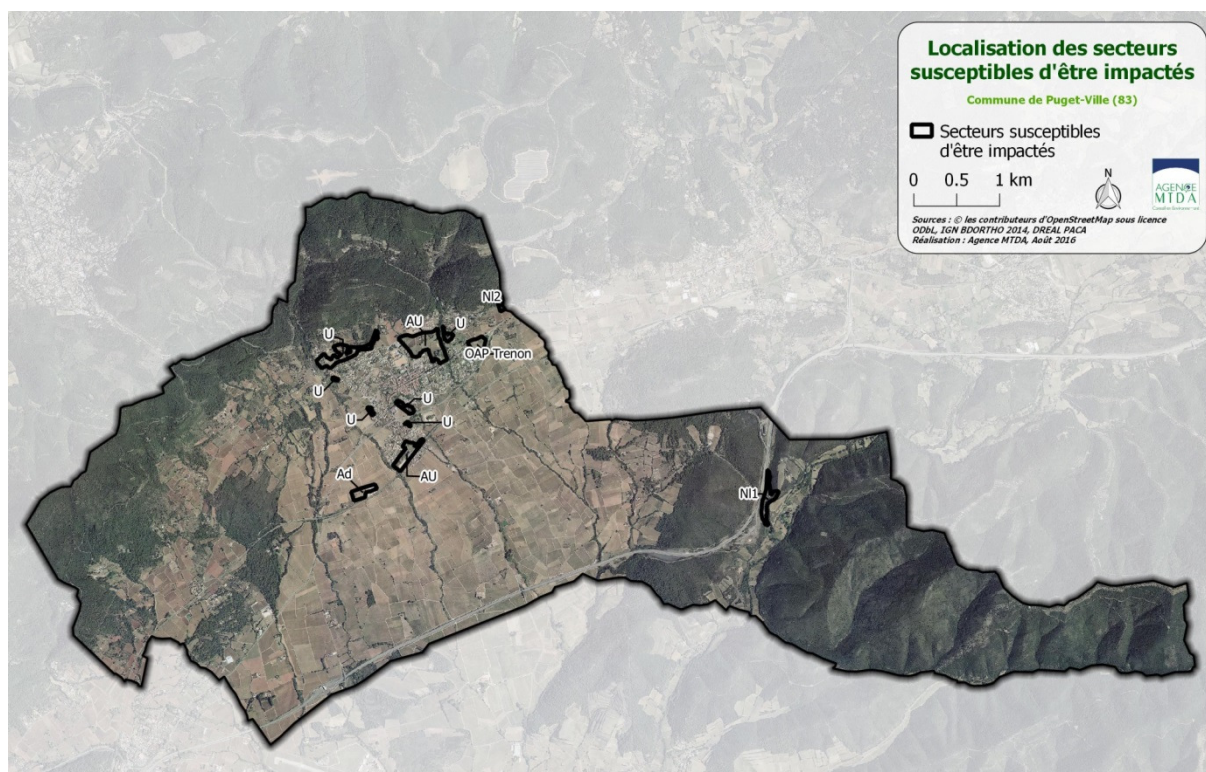 Localisation des secteurs
susceptibles d'être impactés
Commune de Puget-Ville (83)
Secteurs susceptibles
d'être impactés
0 0.5 1 km
N
AGENCE
MTDA
Sources : © les contributeurs d'OpenStreetMap sous licence
ODbL, IGN BDORTHO 2014, DREAL PACA
Réalisation : Agence MTDA, Août 2016
Nl2
U
AU
U
OAP Trenon
U
U
U
U
Ad
AU
Nl1